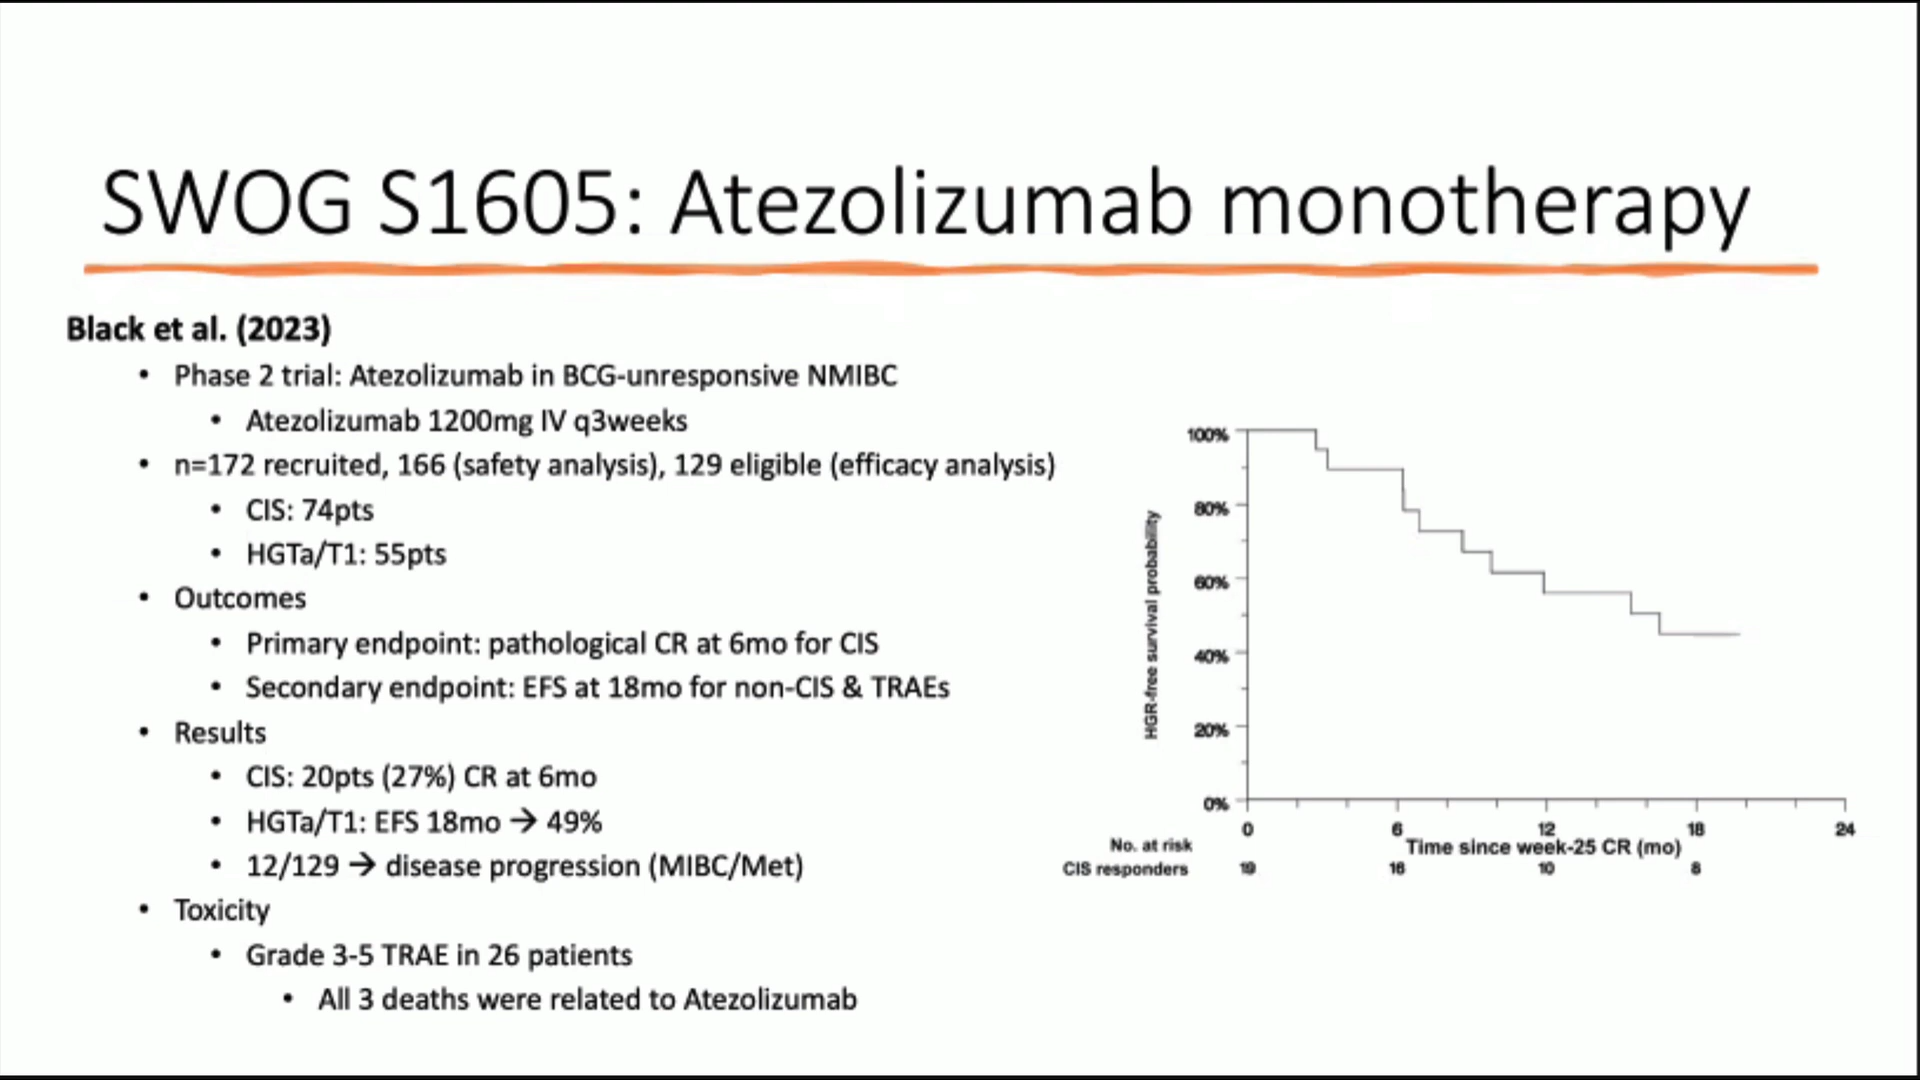 SWOG S1605: Atezolizumab monotherapy
Black et al. (2023)
• Phase 2 trial: Atezolizumab in BCG-unresponsive NMIBC
• Atezolizumab 1200mg IV q3weeks
• n=172 recruited, 166 (safety analysis), 129 eligible (efficacy analysis)
• CIS: 74pts
• HGTa/T1: 55pts
• Outcomes
• Primary endpoint: pathological CR at 6mo for CIS
• Secondary endpoint: EFS at 18mo for non-CIS & TRAEs
• Results
• CIS: 20pts (27%) CR at 6mo
• HGTa/T1: EFS 18mo → 49%
• 12/129 → disease progression (MIBC/Met)
• Toxicity
• Grade 3-5 TRAE in 26 patients
• All 3 deaths were related to Atezolizumab
HGR-free survival probability
100%
80%
60%
40%
20%
0%
0 6 12 18 24
Time since week-25 CR (mo)
No. at risk
CIS responders 19 16 10 8